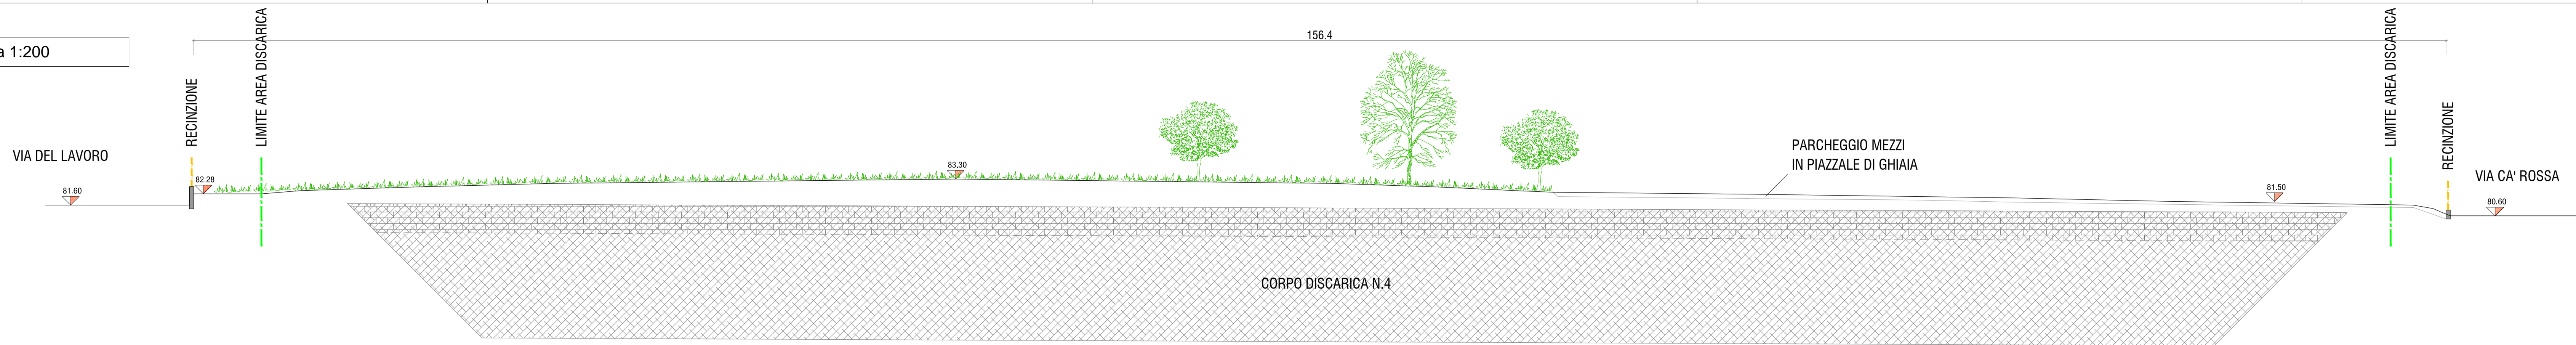 a 1:200
156.4
RECINZIONE
LIMITE AREA DISCARICA
LIMITE AREA DISCARICA
RECINZIONE
VIA DEL LAVORO
81.60
82.28
83.30
PARCHEGGIO MEZZI
IN PIAZZALE DI GHIAIA
81.50
VIA CA' ROSSA
80.60
CORPO DISCARICA N.4